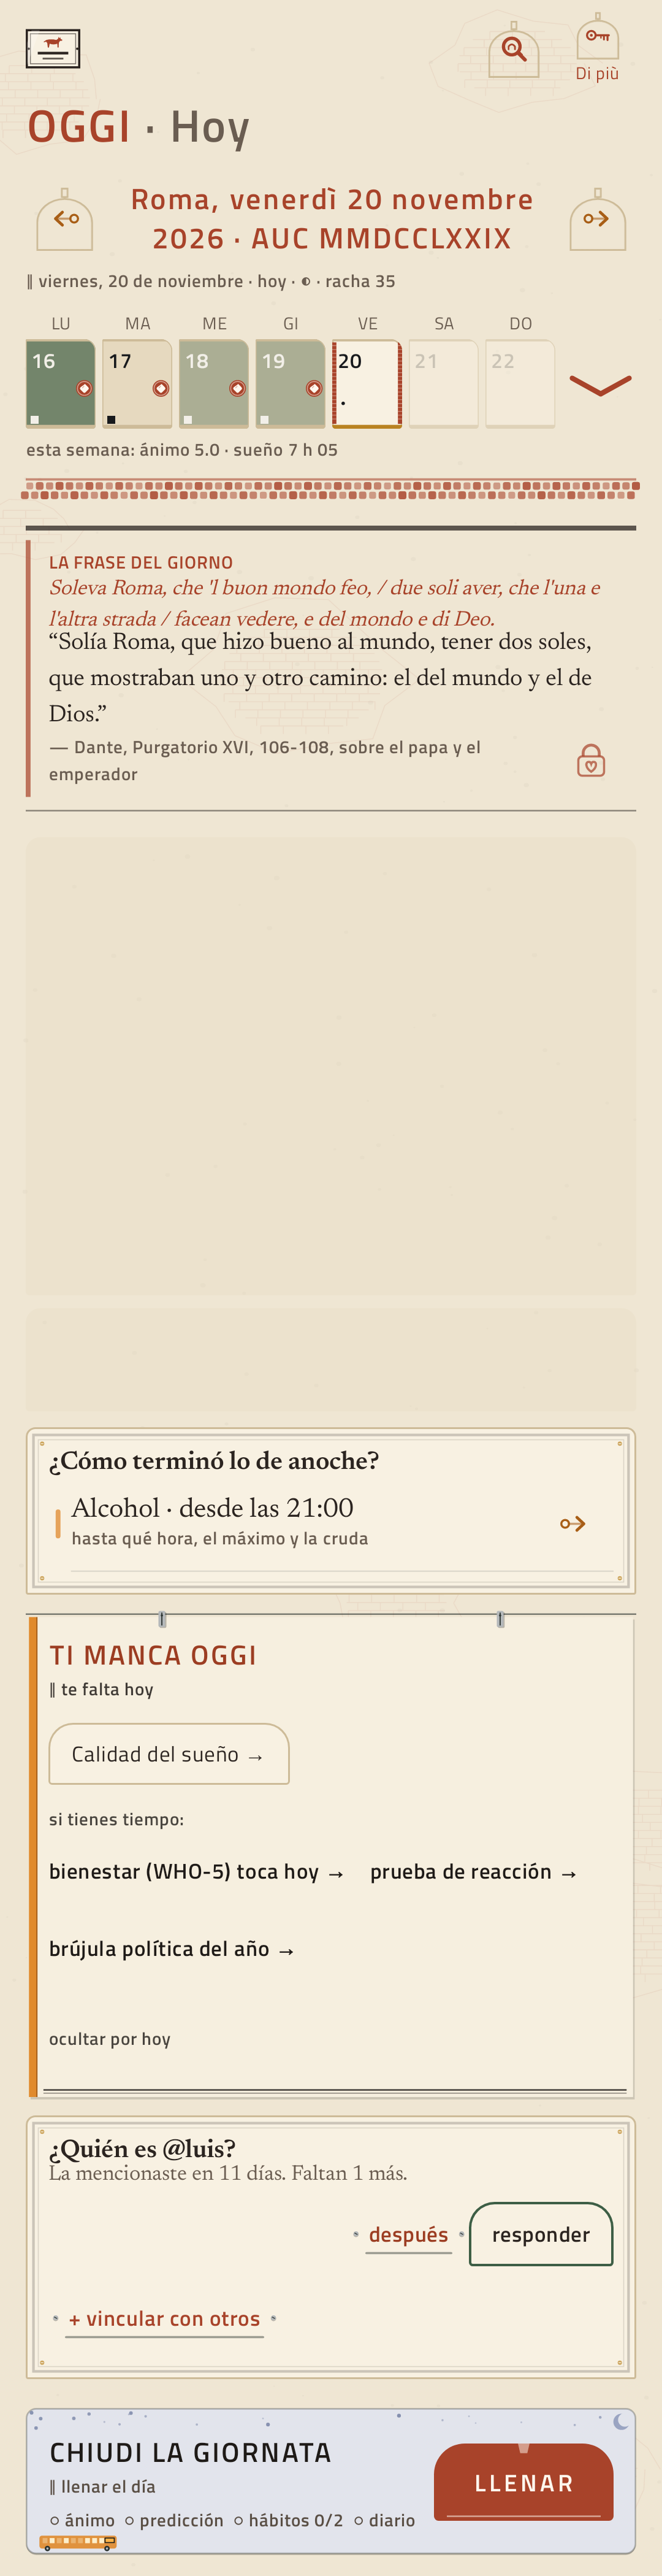 Di più
OGGI · Hoy
Roma, venerdì 20 novembre
2026 · AUC MMDCCLXXIX
‖ viernes, 20 de noviembre · hoy · ◐ · racha 35
LU MA ME GI VE SA DO
16 17 18 19 20 21 22
esta semana: ánimo 5.0 · sueño 7 h 05
LA FRASE DEL GIORNO
Soleva Roma, che 'l buon mondo feo, / due soli aver, che l'una e
l'altra strada / facean vedere, e del mondo e di Deo.
“Solía Roma, que hizo bueno al mundo, tener dos soles,
que mostraban uno y otro camino: el del mundo y el de
Dios.”
— Dante, Purgatorio XVI, 106-108, sobre el papa y el
emperador
¿Cómo terminó lo de anoche?
Alcohol · desde las 21:00
hasta qué hora, el máximo y la cruda
TI MANCA OGGI
‖ te falta hoy
Calidad del sueño →
si tienes tiempo:
bienestar (WHO-5) toca hoy → prueba de reacción →
brújula política del año →
ocultar por hoy
¿Quién es @luis?
La mencionaste en 11 días. Faltan 1 más.
después responder
+ vincular con otros
CHIUDI LA GIORNATA
‖ llenar el día
LLENAR
○ ánimo ○ predicción ○ hábitos 0/2 ○ diario